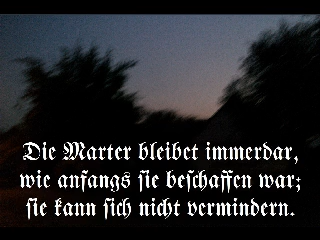 Die Marter bleibet immerdar,
wie anfangs sie beschaffen war;
sie kann sich nicht vermindern.